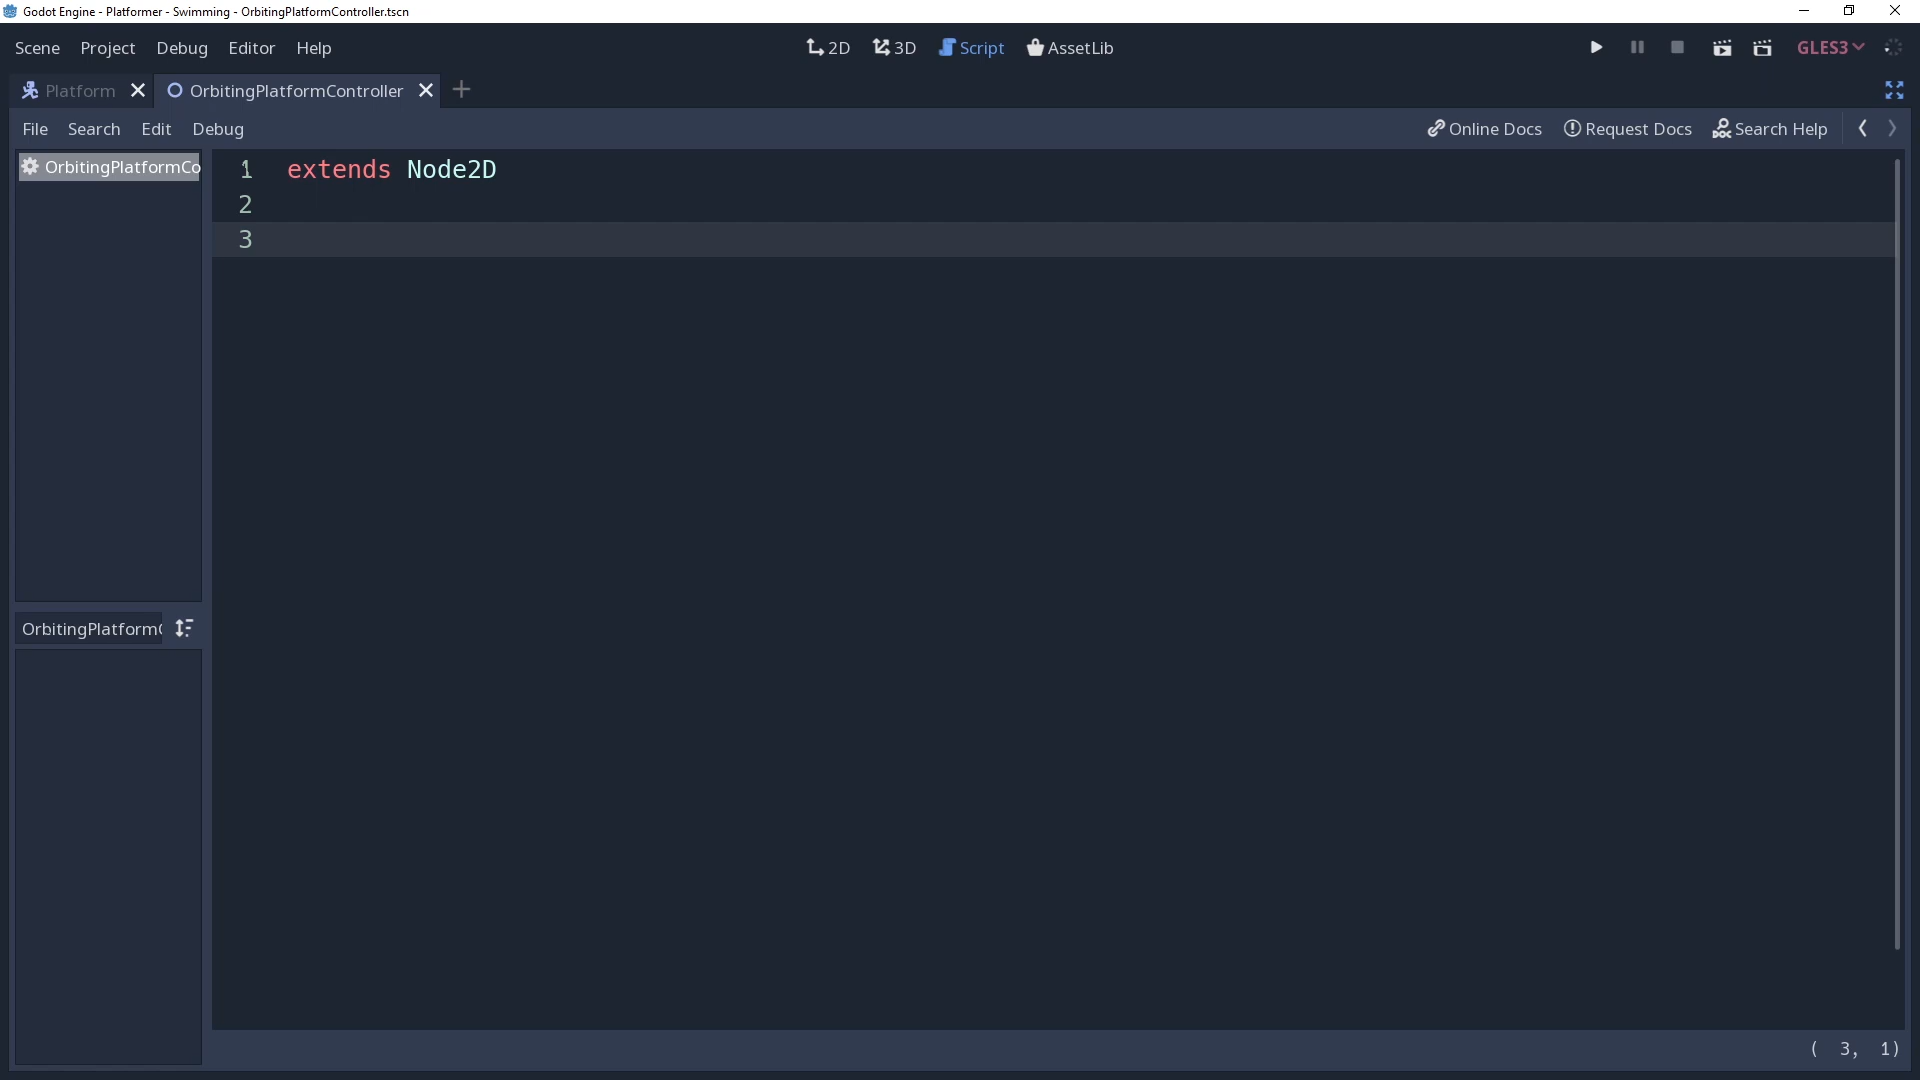 Godot Engine - Platformer - Swimming - OrbitingPlatformController.tscn
Scene Project Debug Editor Help 2D 3D Script AssetLib GLES3
Platform OrbitingPlatformController
File Search Edit Debug Online Docs Request Docs Search Help
OrbitingPlatformCo
1 extends Node2D
2
3
OrbitingPlatformC
( 3, 1)